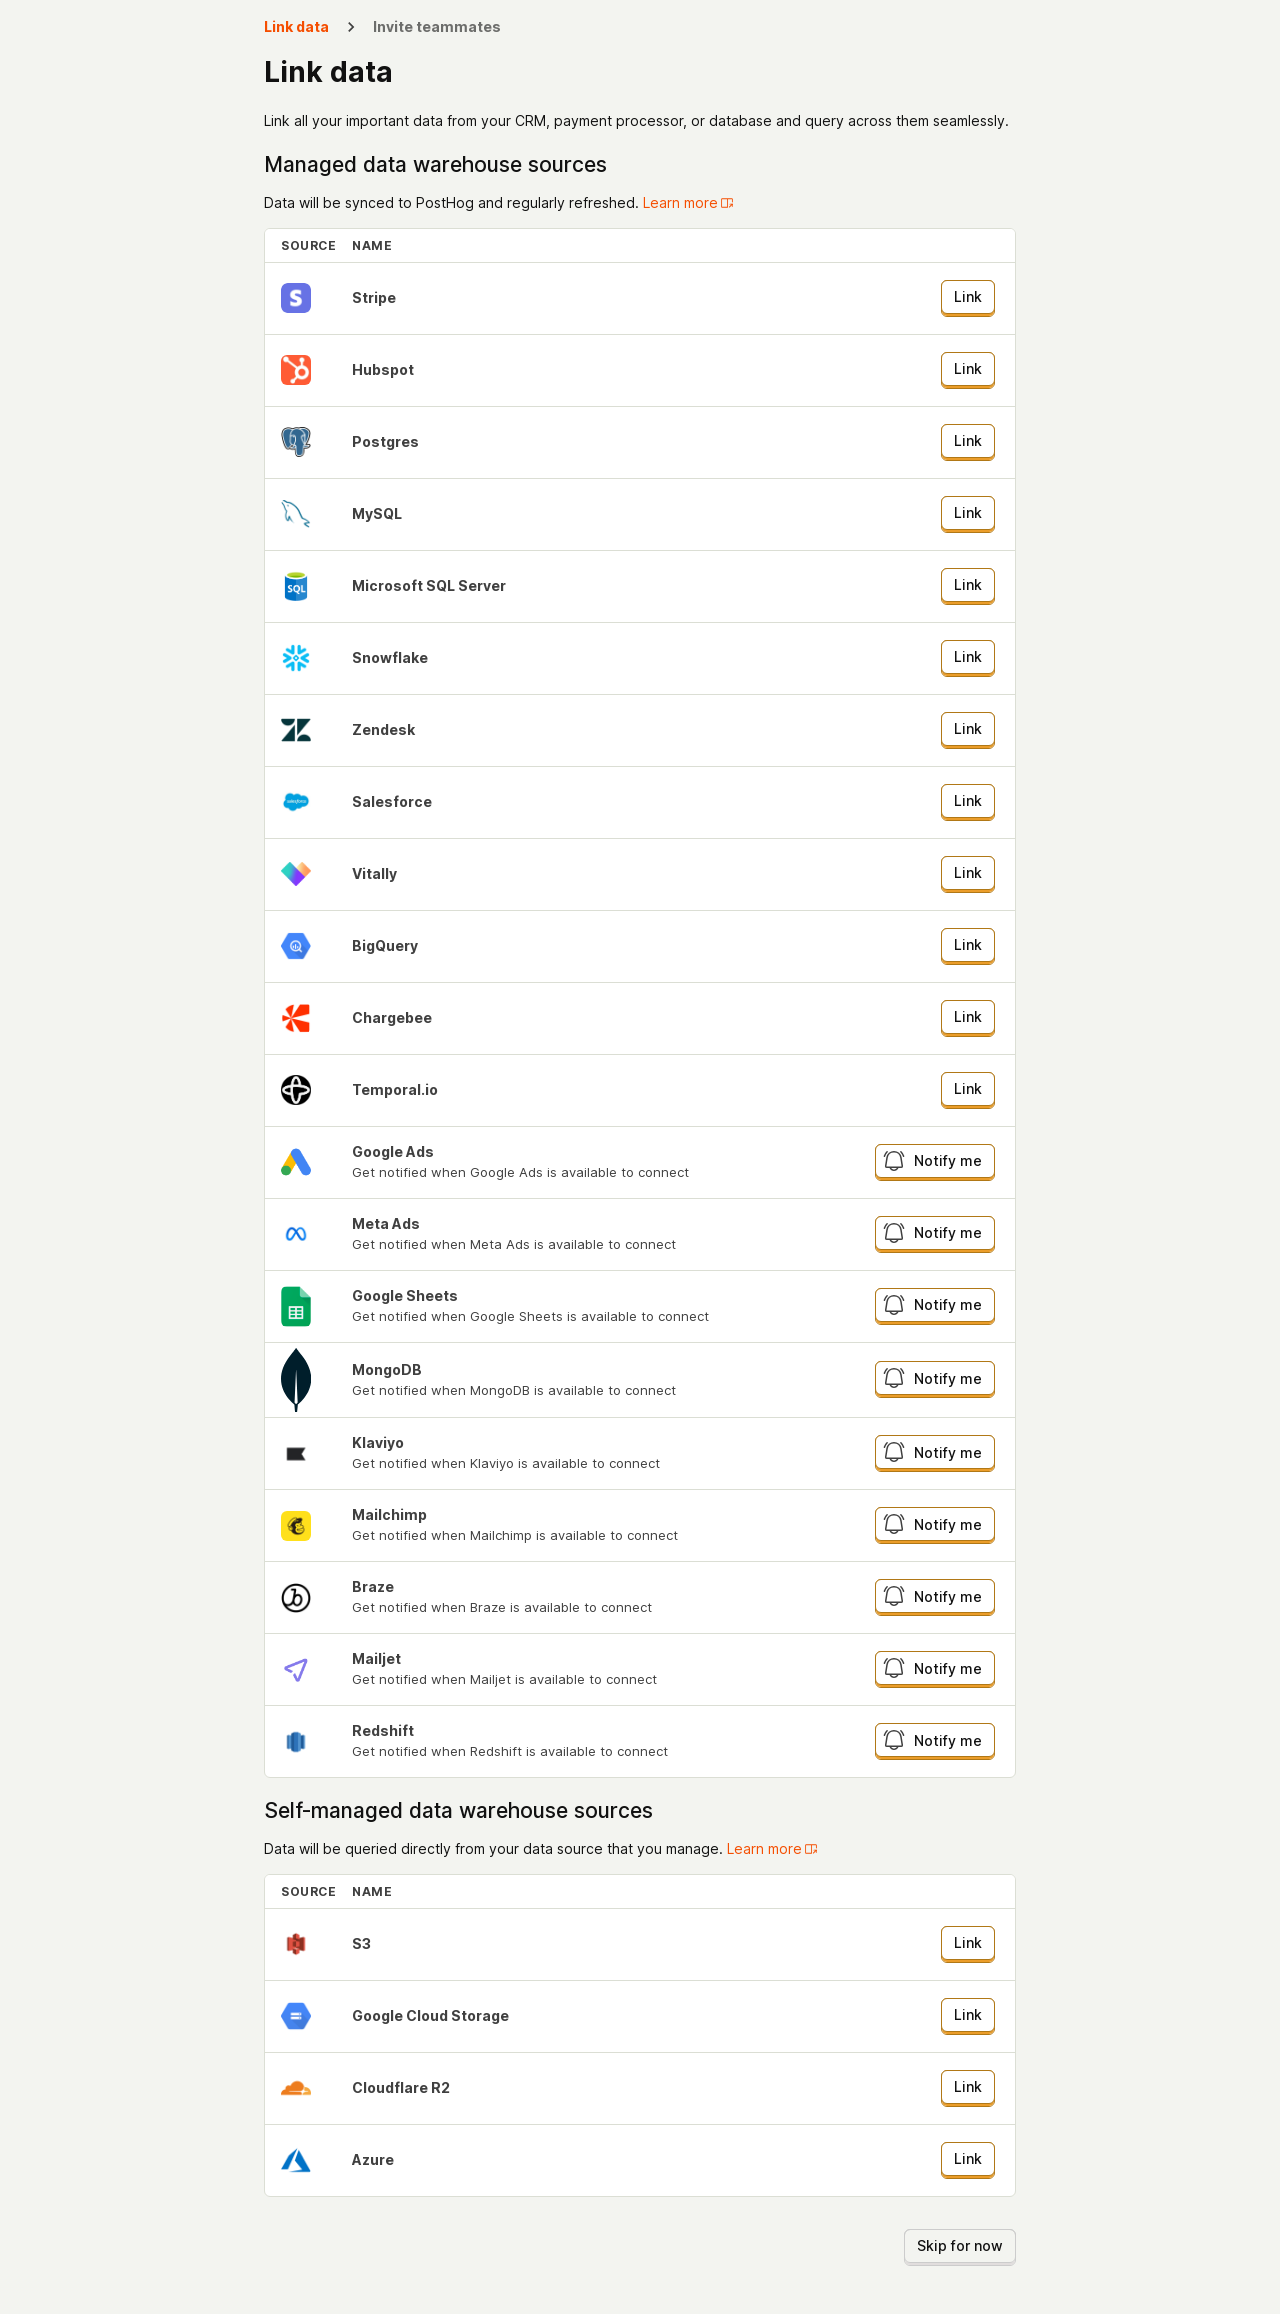 Link data
Invite teammates
Link data
Link all your important data from your CRM, payment processor, or database and query across them seamlessly.
Managed data warehouse sources
Data will be synced to PostHog and regularly refreshed. Learn more
SOURCE NAME
Stripe Link
Hubspot Link
Postgres Link
MySQL Link
SQL Microsoft SQL Server Link
Snowflake Link
Zendesk Link
Salesforce Link
Vitally Link
BigQuery Link
Chargebee Link
Temporal.io Link
Google Ads
Get notified when Google Ads is available to connect
Notify me
Meta Ads
Get notified when Meta Ads is available to connect
Notify me
Google Sheets
Get notified when Google Sheets is available to connect
Notify me
MongoDB
Get notified when MongoDB is available to connect
Notify me
Klaviyo
Get notified when Klaviyo is available to connect
Notify me
Mailchimp
Get notified when Mailchimp is available to connect
Notify me
Braze
Get notified when Braze is available to connect
Notify me
Mailjet
Get notified when Mailjet is available to connect
Notify me
Redshift
Get notified when Redshift is available to connect
Notify me
Self-managed data warehouse sources
Data will be queried directly from your data source that you manage. Learn more
SOURCE NAME
S3 Link
Google Cloud Storage Link
Cloudflare R2 Link
Azure Link
Skip for now